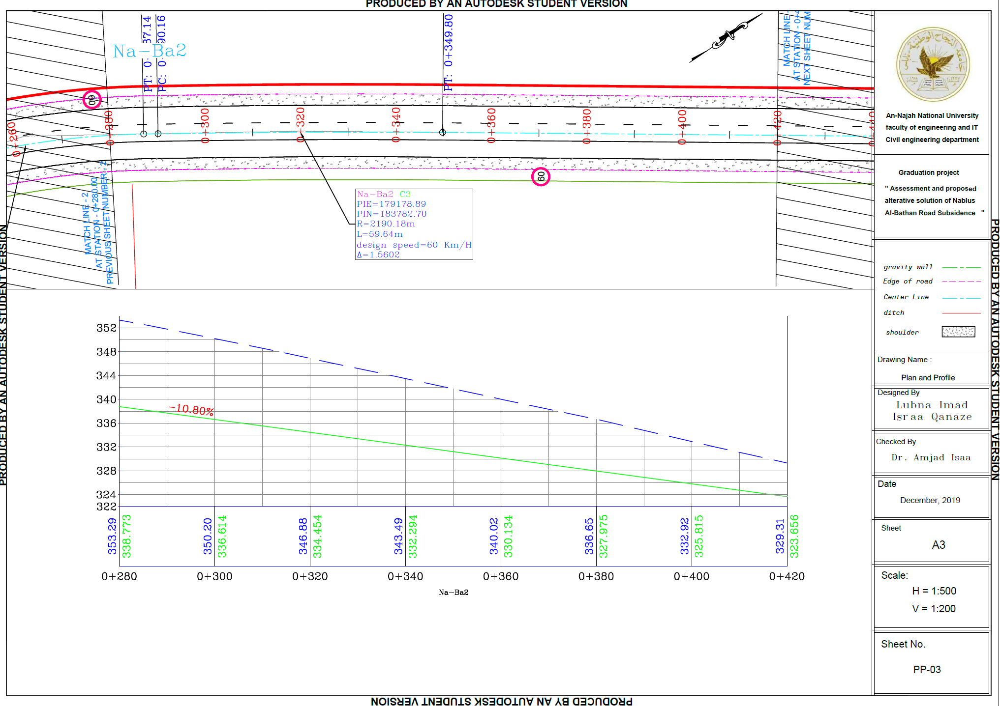 PRODUCED BY AN AUTODESK STUDENT VERSION
PRODUCED BY AN AUTODESK STUDENT VERSION
PRODUCED BY AN AUTODESK STUDENT VERSION
PRODUCED BY AN AUTODESK STUDENT VERSION
Na-Ba2
PT: 0 37.14
PC: 0 90.16
PT: 0+349.80
MATCH LINE
AT STATION - 0+4
NEXT SHEET NUM
60
0+260
0+280
0+300
0+320
0+340
0+360
0+380
0+400
0+420
60
MATCH LINE - 2
AT STATION - 0+280.00
PREVIOUS SHEET NUMBER - 2
Na-Ba2 C3
PIE=179178.89
PIN=183782.70
R=2190.18m
L=59.64m
design speed=60 Km/H
Δ=1.5602
352
348
344
340
336
332
328
324
322
-10.80%
353.29 338.773
350.20 336.614
346.88 334.454
343.49 332.294
340.02 330.134
336.65 327.975
332.92 325.815
329.31 323.656
0+280 0+300 0+320 0+340 0+360 0+380 0+400 0+420
Na-Ba2
An-Najah National University
faculty of engineering and IT
Civil engineering department
Graduation project
" Assessment and proposed
alterative solution of Nablus
Al-Bathan Road Subsidence "
gravity wall
Edge of road
Center Line
ditch
shoulder
Drawing Name :
Plan and Profile
Designed By
Lubna Imad
Israa Qanaze
Checked By
Dr. Amjad Isaa
Date
December, 2019
Sheet
A3
Scale:
H = 1:500
V = 1:200
Sheet No.
PP-03